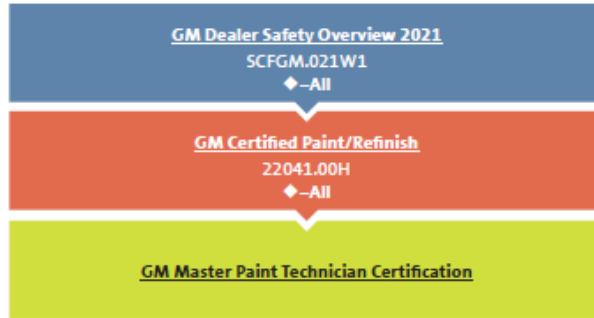 GM Dealer Safety Overview 2021
SCFGM.021W1
◆–All
GM Certified Paint/Refinish
22041.00H
◆–All
GM Master Paint Technician Certification